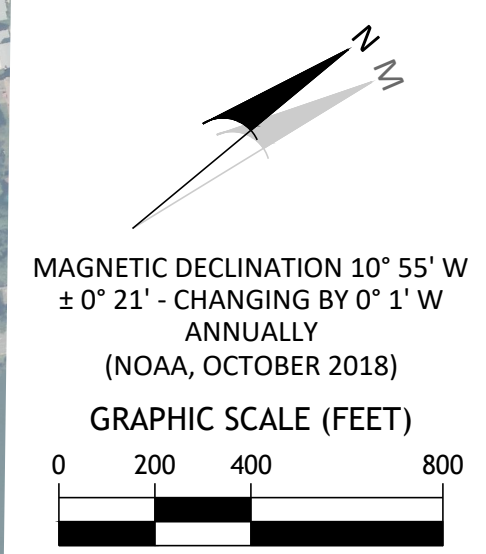 N
M
MAGNETIC DECLINATION 10° 55' W
± 0° 21' - CHANGING BY 0° 1' W
ANNUALLY
(NOAA, OCTOBER 2018)
GRAPHIC SCALE (FEET)
0 200 400 800